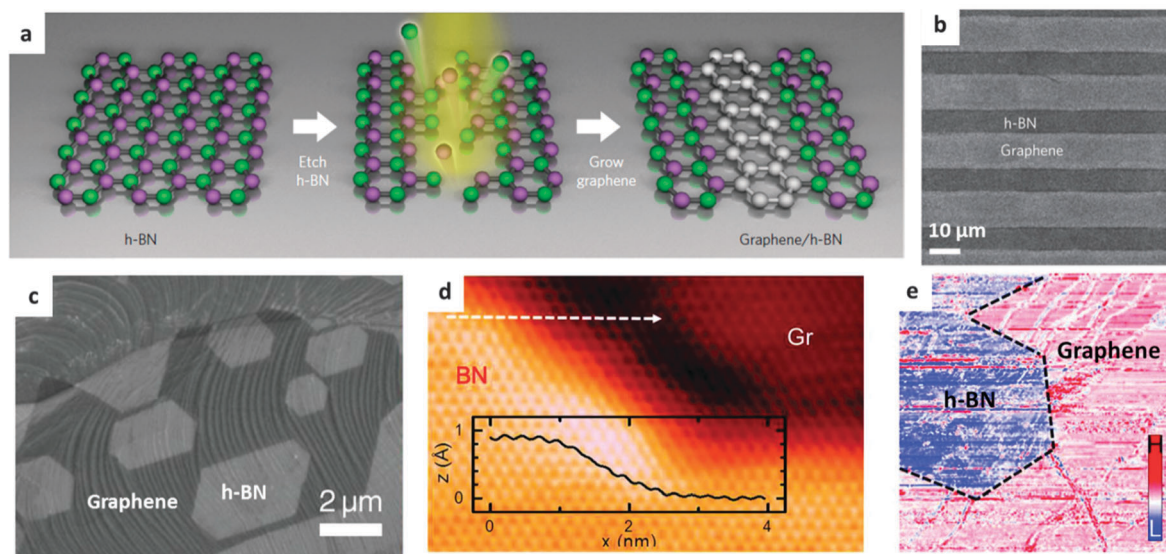 a
Etch
h-BN
Grow
graphene
h-BN
Graphene/h-BN
b
h-BN
Graphene
10 µm
c
Graphene
h-BN
2 µm
d
Gr
BN
1
z (Å)
0
0
2
4
x (nm)
e
Graphene
h-BN
H
L